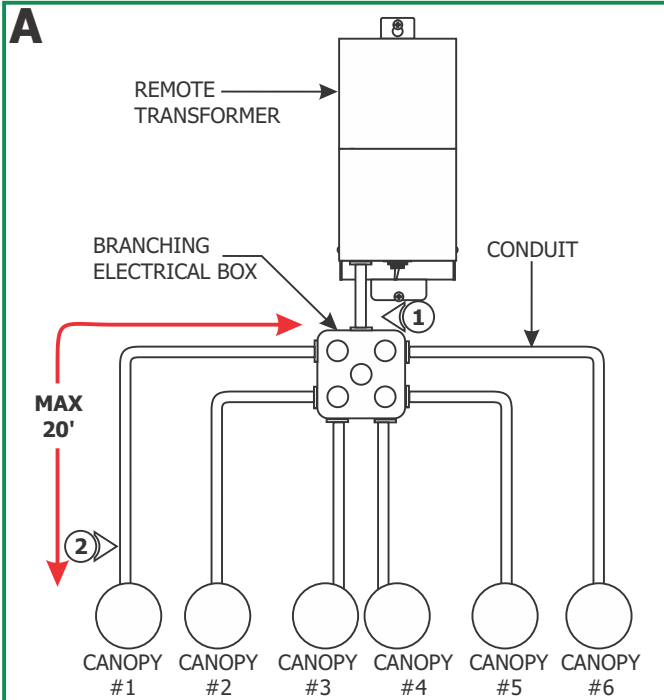 A
REMOTE
TRANSFORMER
BRANCHING
ELECTRICAL BOX
CONDUIT
1
MAX
20'
2
CANOPY
#1
CANOPY
#2
CANOPY
#3
CANOPY
#4
CANOPY
#5
CANOPY
#6